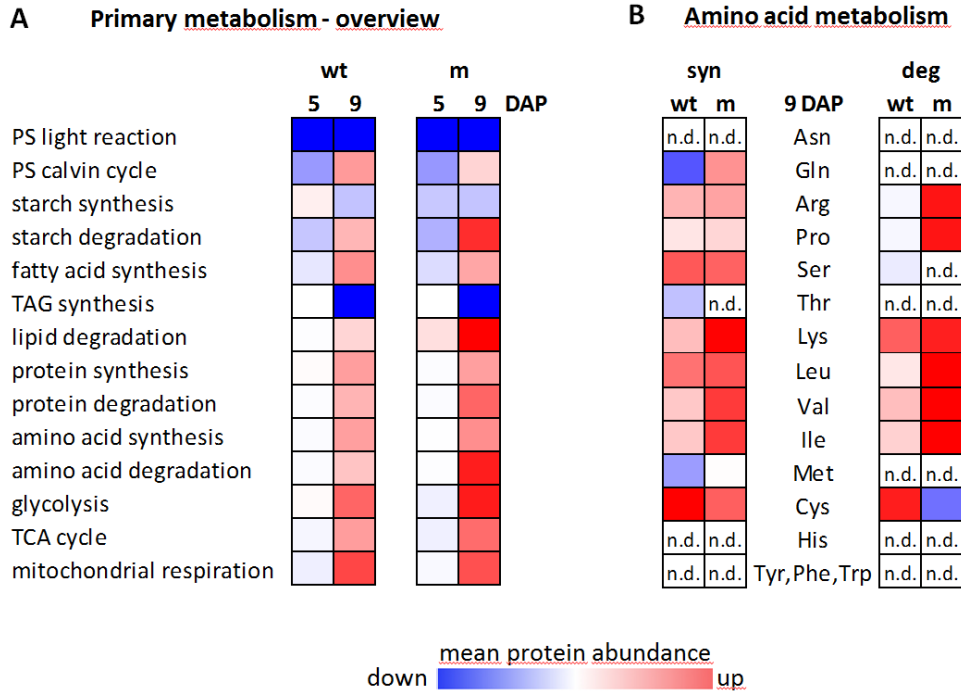 A Primary metabolism - overview
wt m
5 9 5 9 DAP
PS light reaction
PS calvin cycle
starch synthesis
starch degradation
fatty acid synthesis
TAG synthesis
lipid degradation
protein synthesis
protein degradation
amino acid synthesis
amino acid degradation
glycolysis
TCA cycle
mitochondrial respiration
B Amino acid metabolism
syn deg
wt m 9 DAP wt m
n.d. n.d. Asn n.d. n.d.
Gln n.d. n.d.
Arg
Pro
Ser n.d.
n.d. Thr n.d. n.d.
Lys
Leu
Val
Ile
Met n.d. n.d.
Cys
n.d. n.d. His n.d. n.d.
n.d. n.d. Tyr,Phe,Trp n.d. n.d.
mean protein abundance
down up